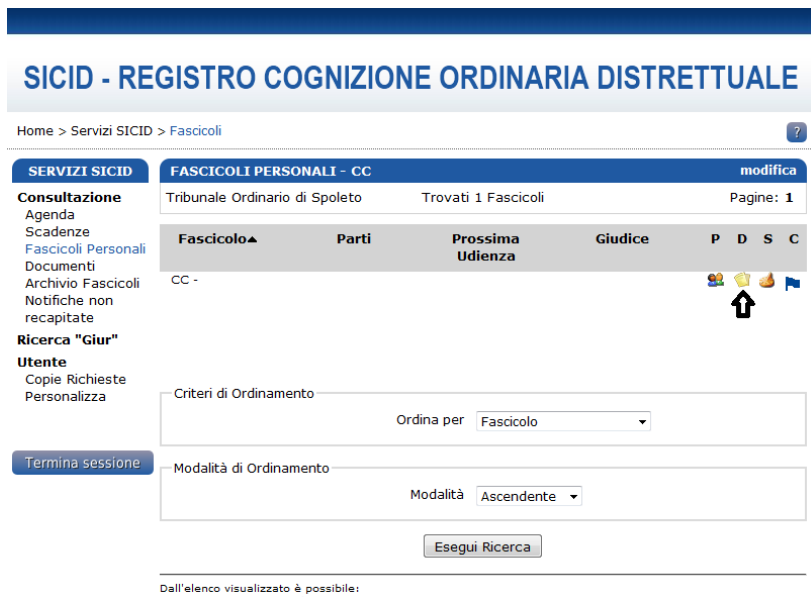 SICID - REGISTRO COGNIZIONE ORDINARIA DISTRETTUALE
Home > Servizi SICID > Fascicoli
?
SERVIZI SICID
Consultazione
Agenda
Scadenze
Fascicoli Personali
Documenti
Archivio Fascicoli
Notifiche non
recapitate
Ricerca "Giur"
Utente
Copie Richieste
Personalizza
Termina sessione
FASCICOLI PERSONALI - CC modifica
Tribunale Ordinario di Spoleto Trovati 1 Fascicoli Pagine: 1
Fascicolo▲ Parti Prossima Udienza Giudice P D S C
CC -
Criteri di Ordinamento
Ordina per Fascicolo
Modalità di Ordinamento
Modalità Ascendente
Esegui Ricerca
Dall'elenco visualizzato è possibile: